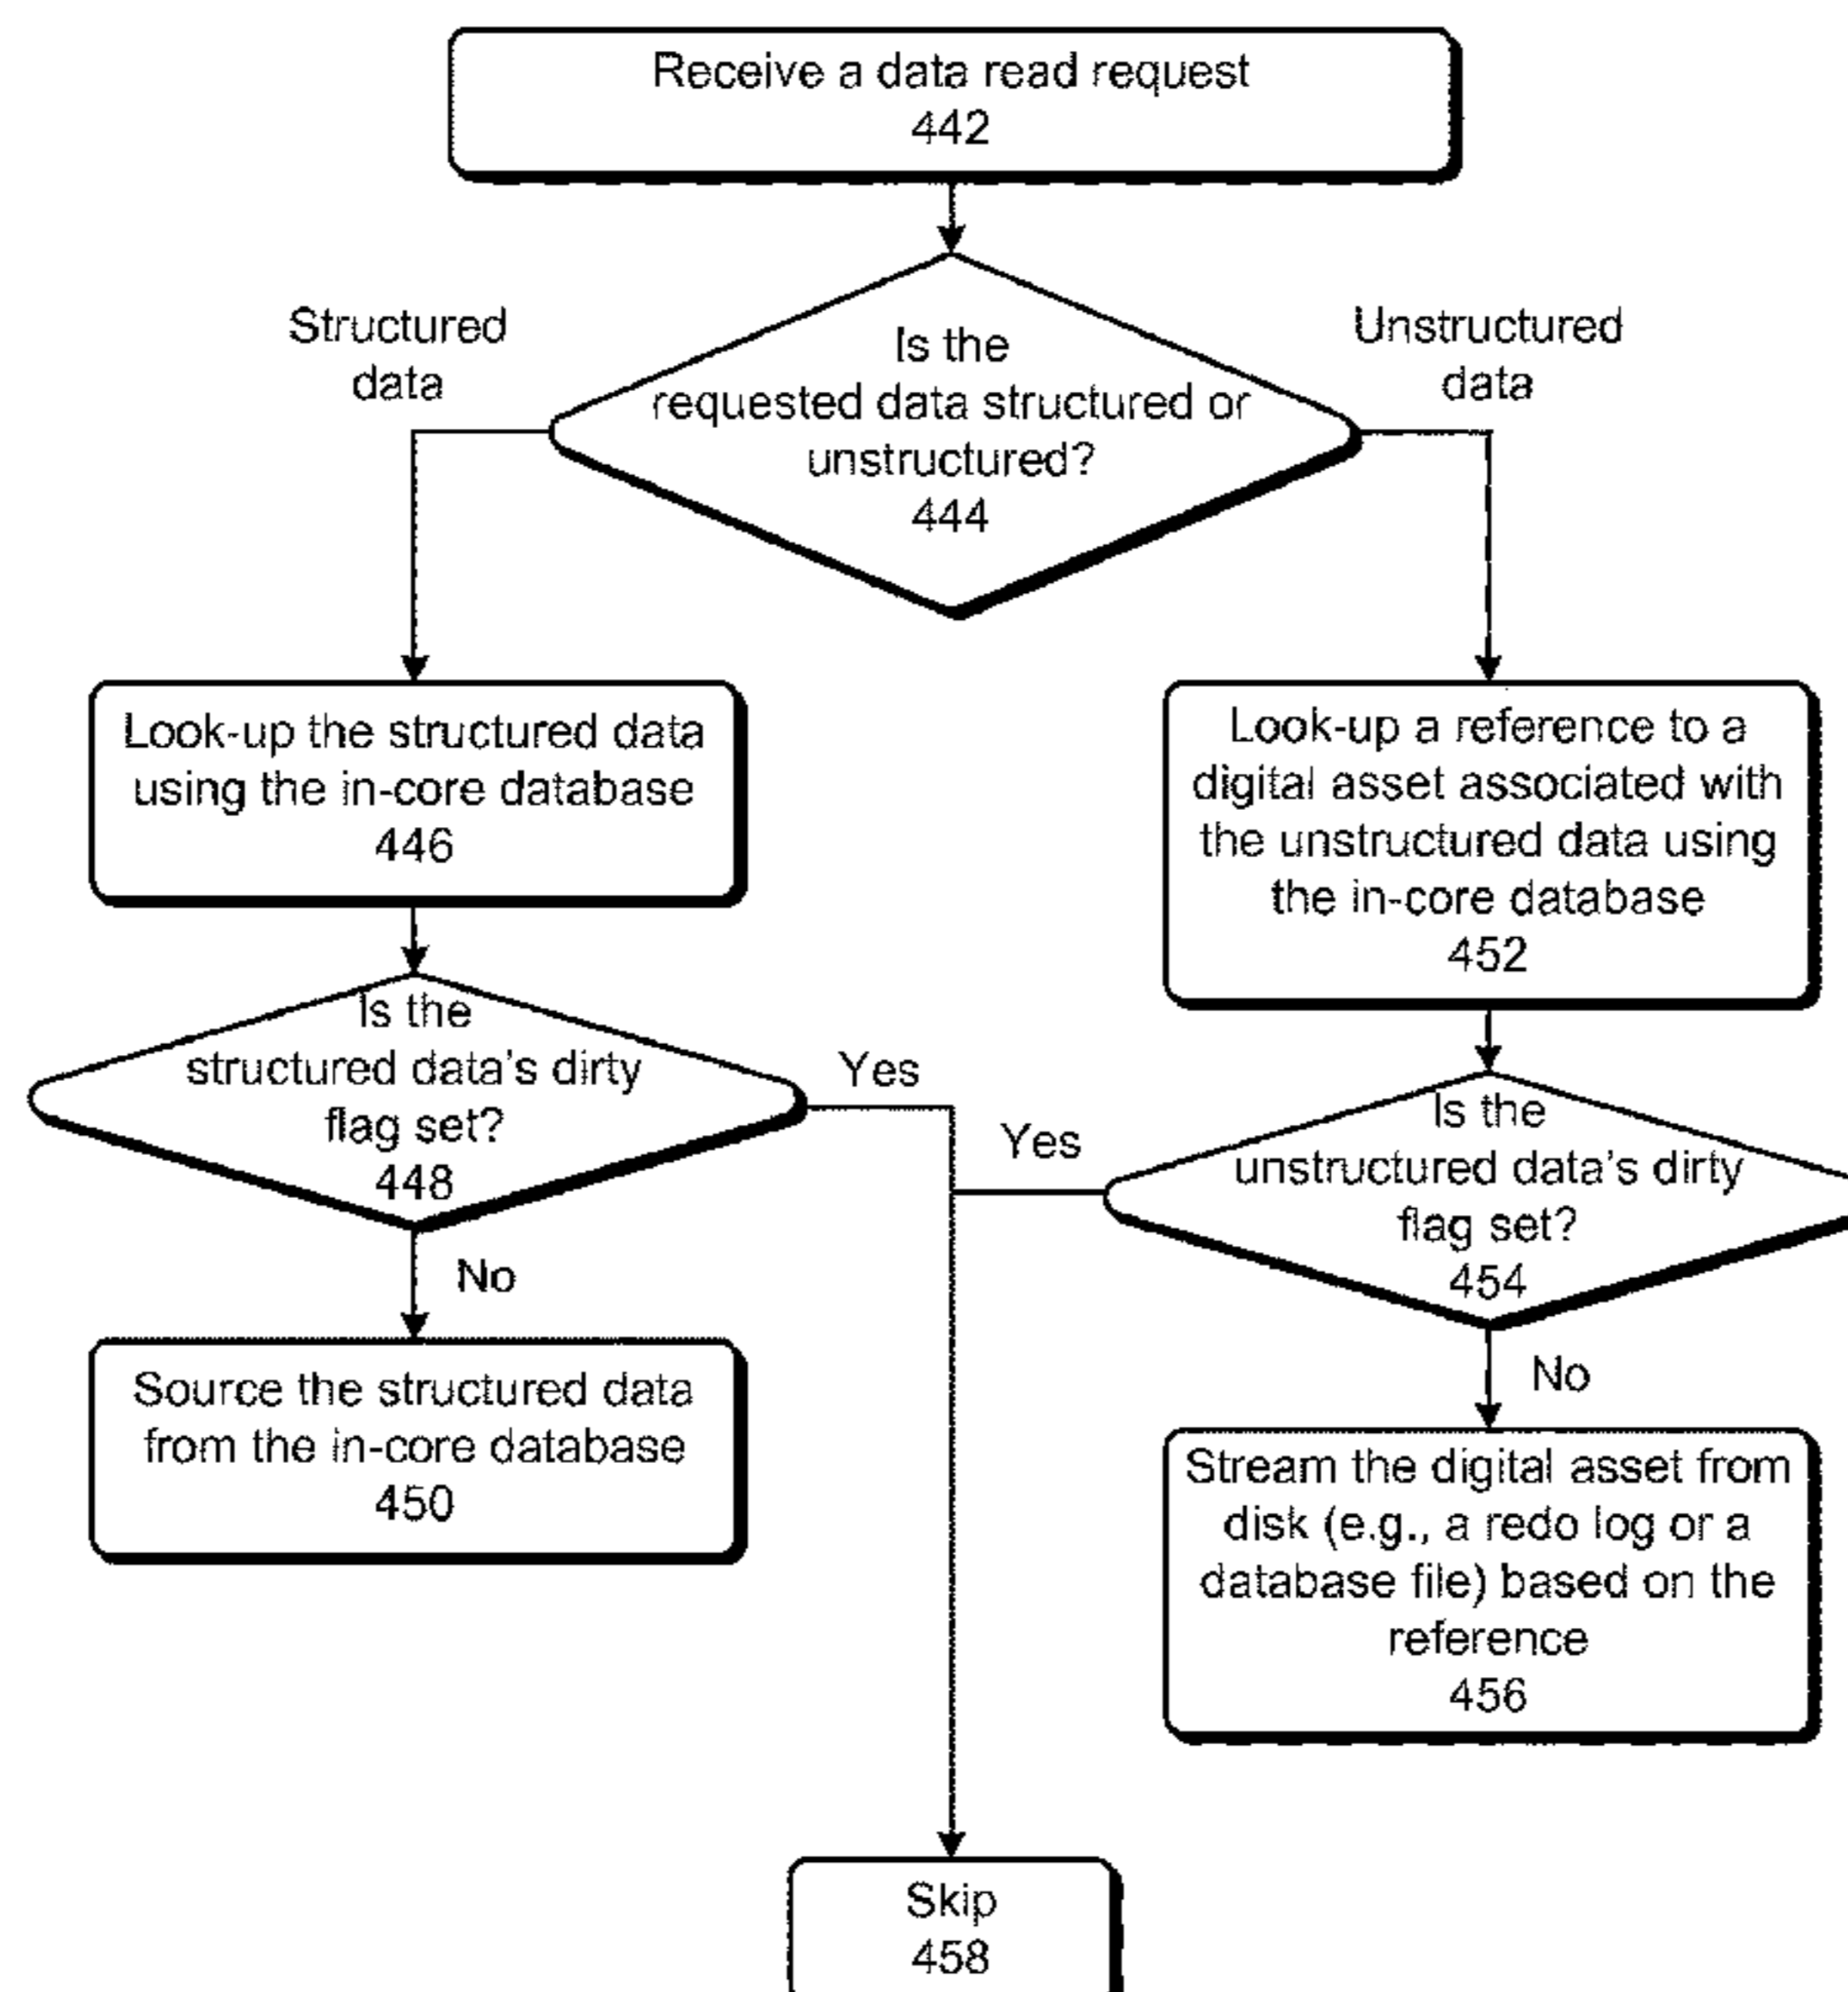 Receive a data read request
442
Structured
data
Is the
requested data structured or
unstructured?
444
Unstructured
data
Look-up the structured data
using the in-core database
446
Look-up a reference to a
digital asset associated with
the unstructured data using
the in-core database
452
Is the
structured data's dirty
flag set?
448
Yes
No
Yes
Is the
unstructured data's dirty
flag set?
454
No
Source the structured data
from the in-core database
450
Stream the digital asset from
disk (e.g., a redo log or a
database file) based on the
reference
456
Skip
458